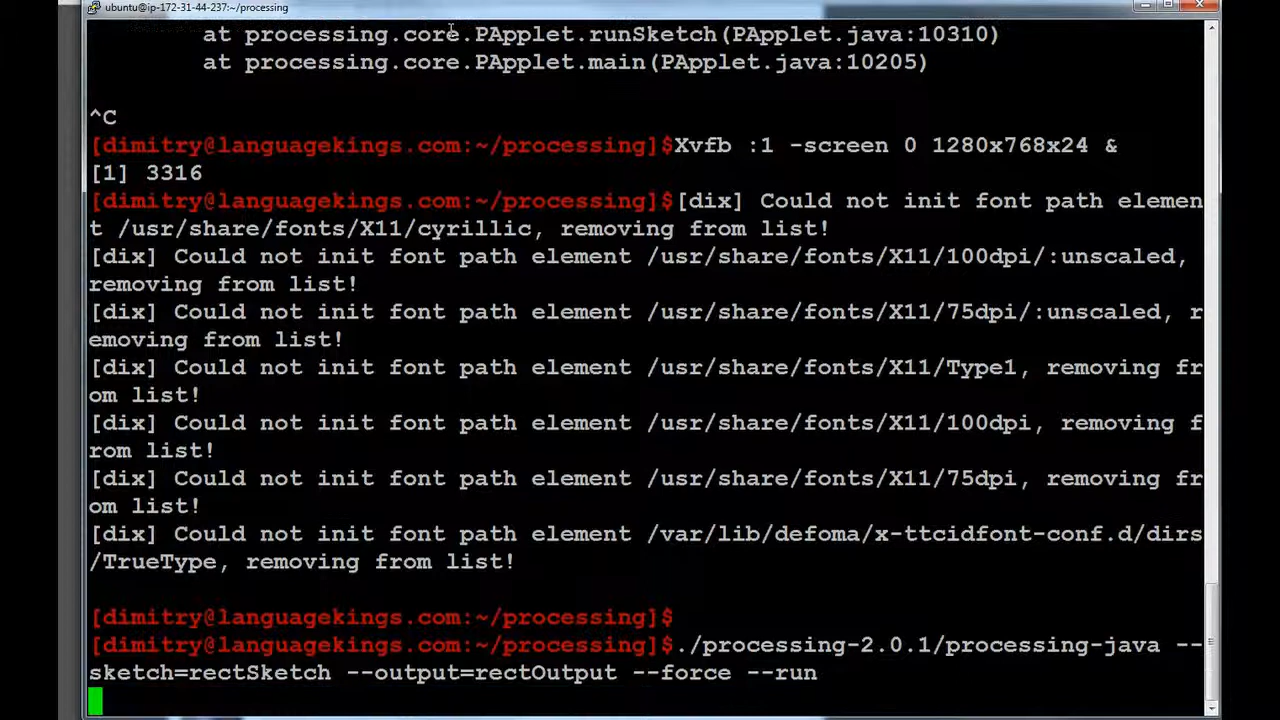 ubuntu@ip-172-31-44-237:~/processing
at processing.core.PApplet.runSketch(PApplet.java:10310)
at processing.core.PApplet.main(PApplet.java:10205)
^C
[dimitry@languagekings.com:~/processing]$Xvfb :1 -screen 0 1280x768x24 &
[1] 3316
[dimitry@languagekings.com:~/processing]$[dix] Could not init font path elemen
t /usr/share/fonts/X11/cyrillic, removing from list!
[dix] Could not init font path element /usr/share/fonts/X11/100dpi/:unscaled,
removing from list!
[dix] Could not init font path element /usr/share/fonts/X11/75dpi/:unscaled, r
emoving from list!
[dix] Could not init font path element /usr/share/fonts/X11/Type1, removing fr
om list!
[dix] Could not init font path element /usr/share/fonts/X11/100dpi, removing f
rom list!
[dix] Could not init font path element /usr/share/fonts/X11/75dpi, removing fr
om list!
[dix] Could not init font path element /var/lib/defoma/x-ttcidfont-conf.d/dirs
/TrueType, removing from list!
[dimitry@languagekings.com:~/processing]$
[dimitry@languagekings.com:~/processing]$./processing-2.0.1/processing-java --
sketch=rectSketch --output=rectOutput --force --run